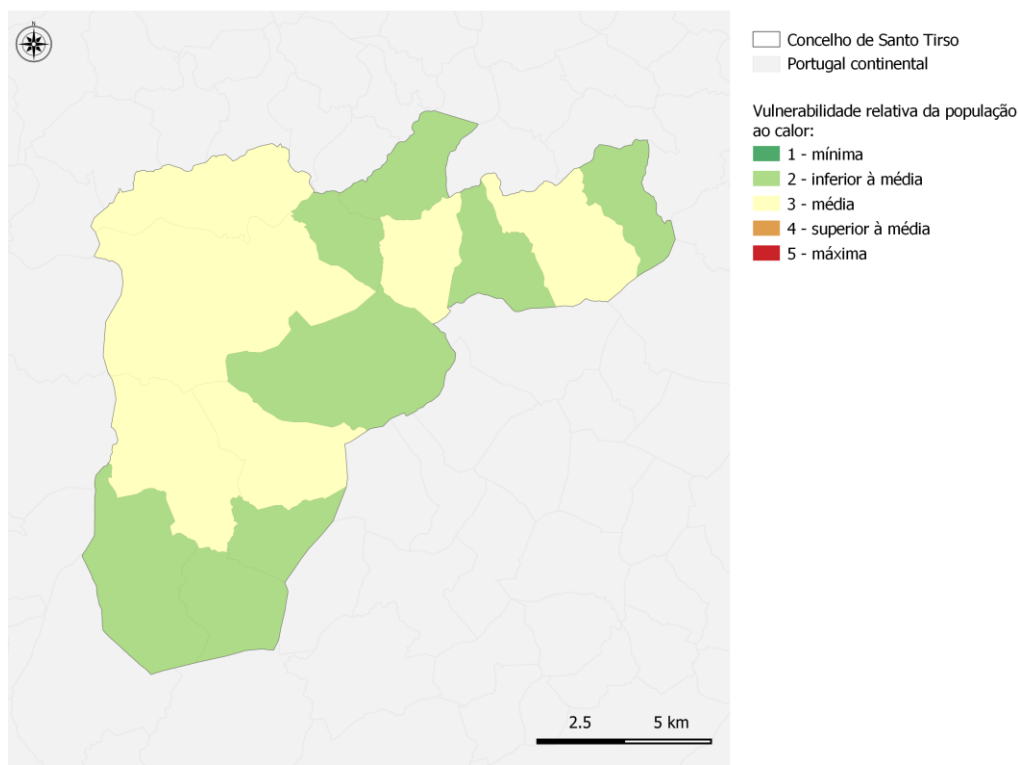 N
Concelho de Santo Tirso
Portugal continental
Vulnerabilidade relativa da população
ao calor:
1 - mínima
2 - inferior à média
3 - média
4 - superior à média
5 - máxima
2.5 5 km